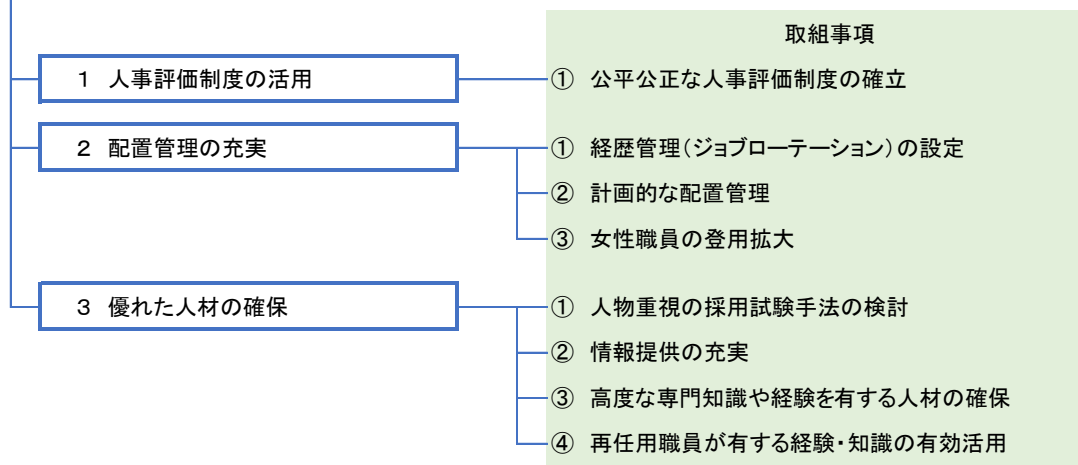 取組事項
１ 人事評価制度の活用
① 公平公正な人事評価制度の確立
２ 配置管理の充実
① 経歴管理（ジョブローテーション）の設定
② 計画的な配置管理
③ 女性職員の登用拡大
３ 優れた人材の確保
① 人物重視の採用試験手法の検討
② 情報提供の充実
③ 高度な専門知識や経験を有する人材の確保
④ 再任用職員が有する経験・知識の有効活用